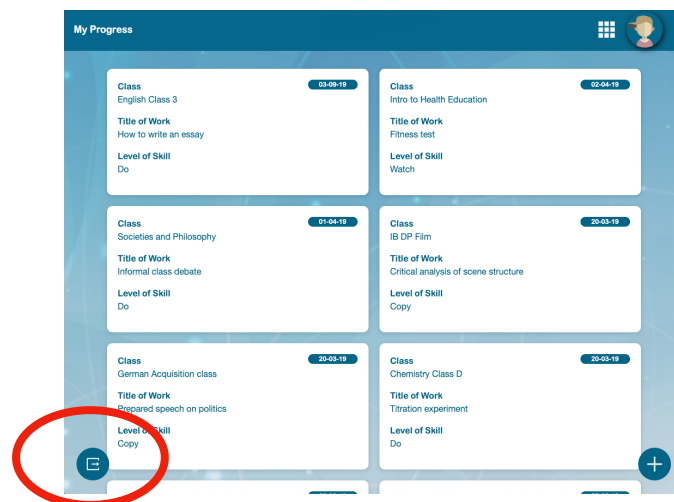 My Progress
Class
03-09-19
English Class 3
Title of Work
How to write an essay
Level of Skill
Do
Class
02-04-19
Intro to Health Education
Title of Work
Fitness test
Level of Skill
Watch
Class
01-04-19
Societies and Philosophy
Title of Work
Informal class debate
Level of Skill
Do
Class
20-03-19
IB DP Film
Title of Work
Critical analysis of scene structure
Level of Skill
Copy
Class
20-03-19
German Acquisition class
Title of Work
Prepared speech on politics
Level of Skill
Copy
Class
20-03-19
Chemistry Class D
Title of Work
Titration experiment
Level of Skill
Do